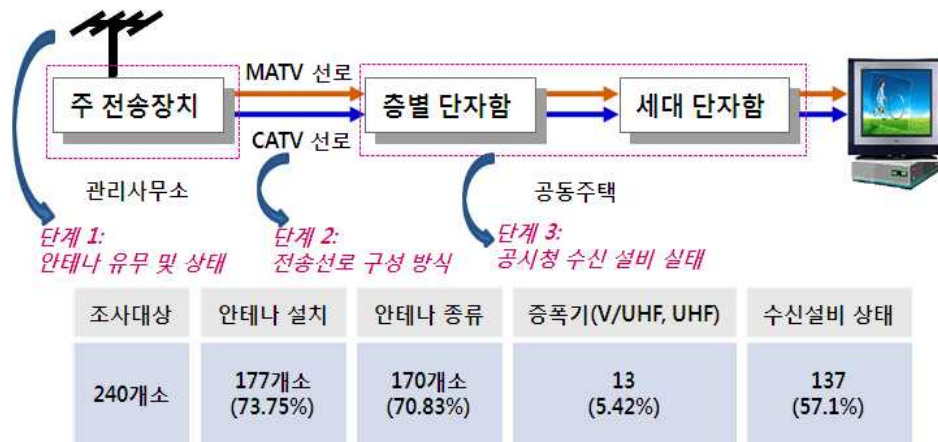 MATV 선로
주 전송장치
층별 단자함
세대 단자함
CATV 선로
관리사무소
공동주택
단계 1:
안테나 유무 및 상태
단계 2:
전송선로 구성 방식
단계 3:
공시청 수신 설비 실태
조사대상 안테나 설치 안테나 종류 증폭기(V/UHF, UHF) 수신설비 상태
240개소 177개소 170개소 13 137
(73.75%) (70.83%) (5.42%) (57.1%)